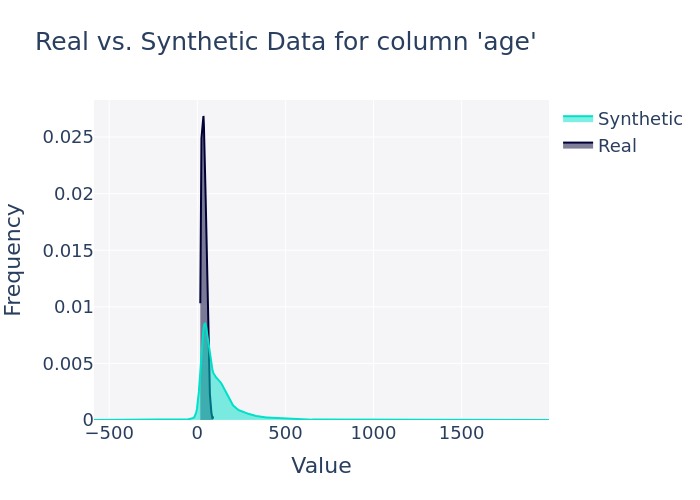 Real vs. Synthetic Data for column 'age'
Synthetic
Real
Frequency
0.025
0.02
0.015
0.01
0.005
0
−500
0
500
1000
1500
Value